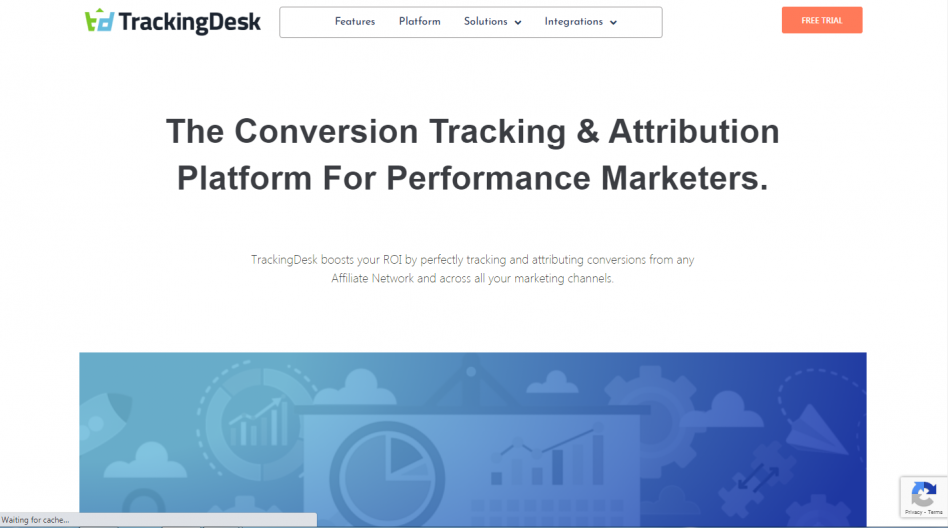 TrackingDesk
Features Platform Solutions Integrations
FREE TRIAL
The Conversion Tracking & Attribution
Platform For Performance Marketers.
TrackingDesk boosts your ROI by perfectly tracking and attributing conversions from any
Affiliate Network and across all your marketing channels.
Privacy - Terms
Waiting for cache...